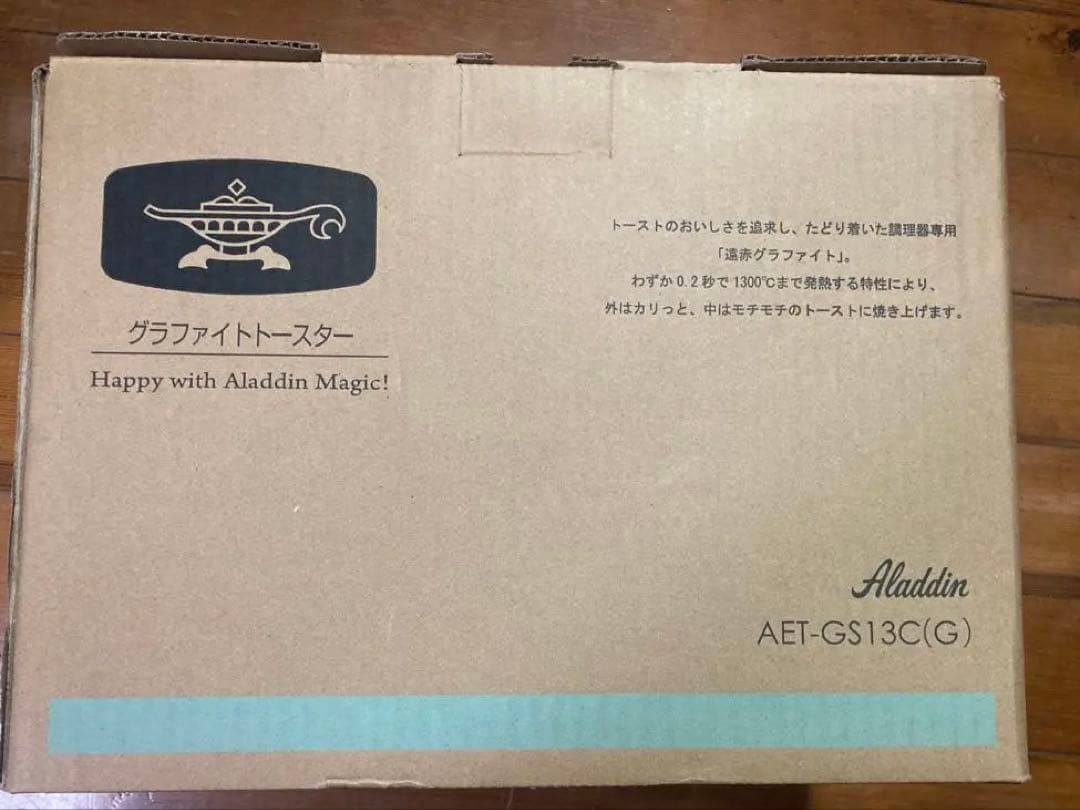 グラファイトトースター
Happy with Aladdin Magic!
トーストのおいしさを追求し、たどり着いた調理器専用
「遠赤グラファイト」。
わずか0.2秒で1300℃まで発熱する特性により、
外はカリっと、中はモチモチのトーストに焼き上げます。
Aladdin
AET-GS13C(G)